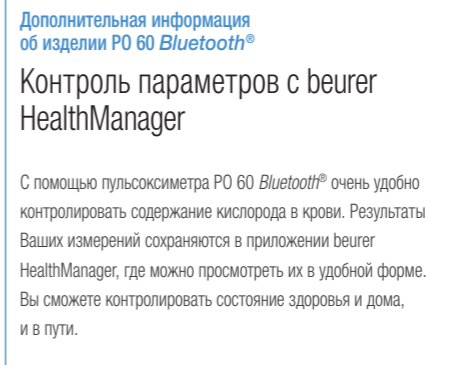 Дополнительная информация
об изделии PO 60 Bluetooth®
Контроль параметров с beurer
HealthManager
С помощью пульсоксиметра PO 60 Bluetooth® очень удобно
контролировать содержание кислорода в крови. Результаты
Ваших измерений сохраняются в приложении beurer
HealthManager, где можно просмотреть их в удобной форме.
Вы сможете контролировать состояние здоровья и дома,
и в пути.